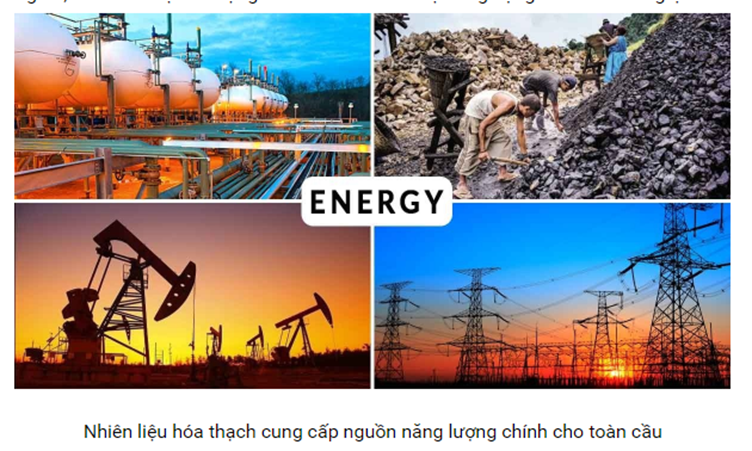 ENERGY
Nhiên liệu hóa thạch cung cấp nguồn năng lượng chính cho toàn cầu